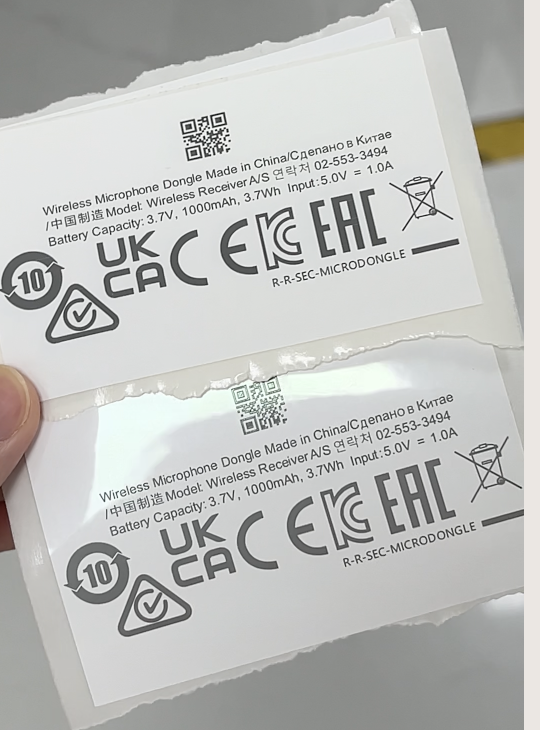 Wireless Microphone Dongle Made in China/Сделано в Китае
/中国制造 Model: Wireless Receiver A/S 연락처 02-553-3494
Battery Capacity: 3.7V, 1000mAh, 3.7Wh Input:5.0V = 1.0A
10 UK CA CE KC EAC
R-R-SEC-MICRODONGLE
Wireless Microphone Dongle Made in China/Сделано в Китае
/中国制造 Model: Wireless Receiver A/S 연락처 02-553-3494
Battery Capacity: 3.7V, 1000mAh, 3.7Wh Input:5.0V = 1.0A
10 UK CA CE KC EAC
R-R-SEC-MICRODONGLE